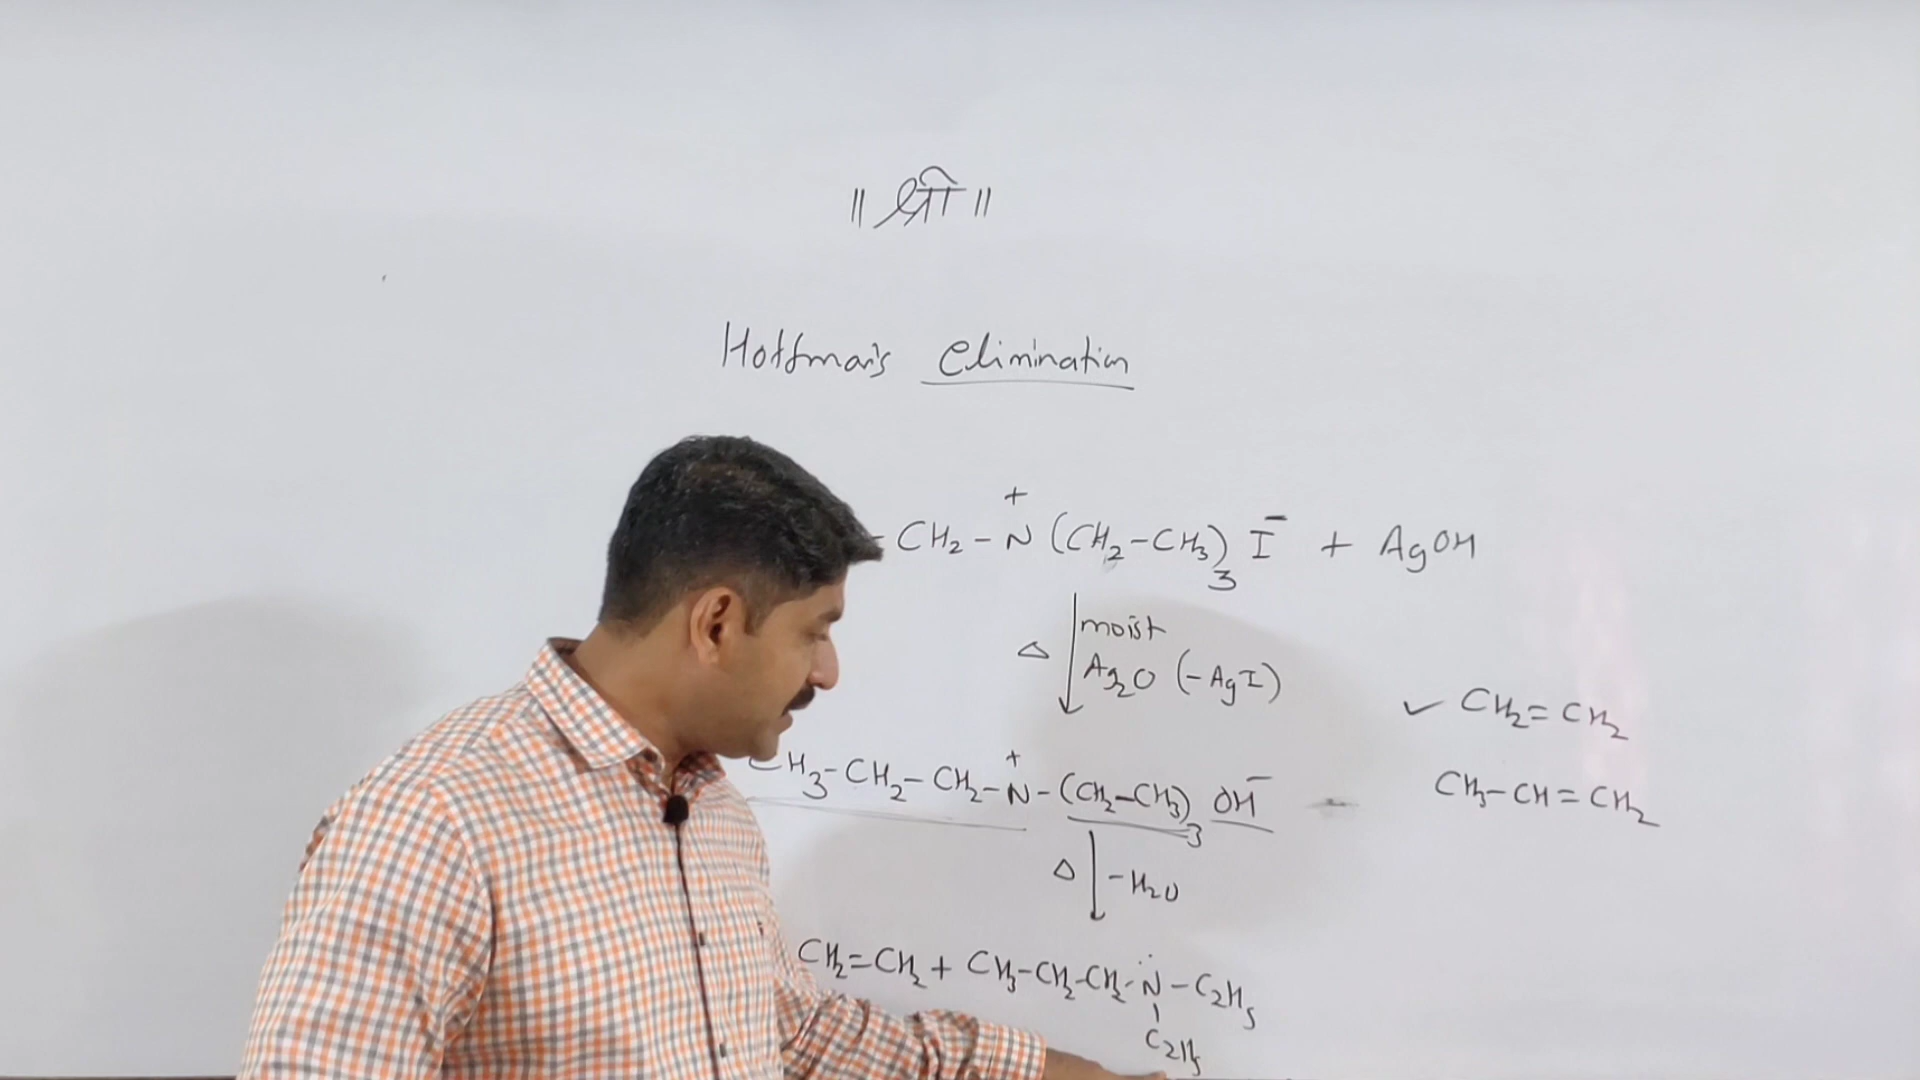 ॥ श्री ॥
Hoffman's elimination
- CH₂ - N⁺ (CH₂-CH₃)₃ I⁻ + AgOH
Δ ↓ moist
Ag₂O (-AgI)
✓ CH₂=CH₂
CH₃-CH₂-CH₂-N⁺-(CH₂-CH₃)₃ OH⁻
CH₃-CH=CH₂
Δ ↓ -H₂O
CH₂=CH₂ + CH₃-CH₂-CH₂-N̈-C₂H₅
C₂H₅